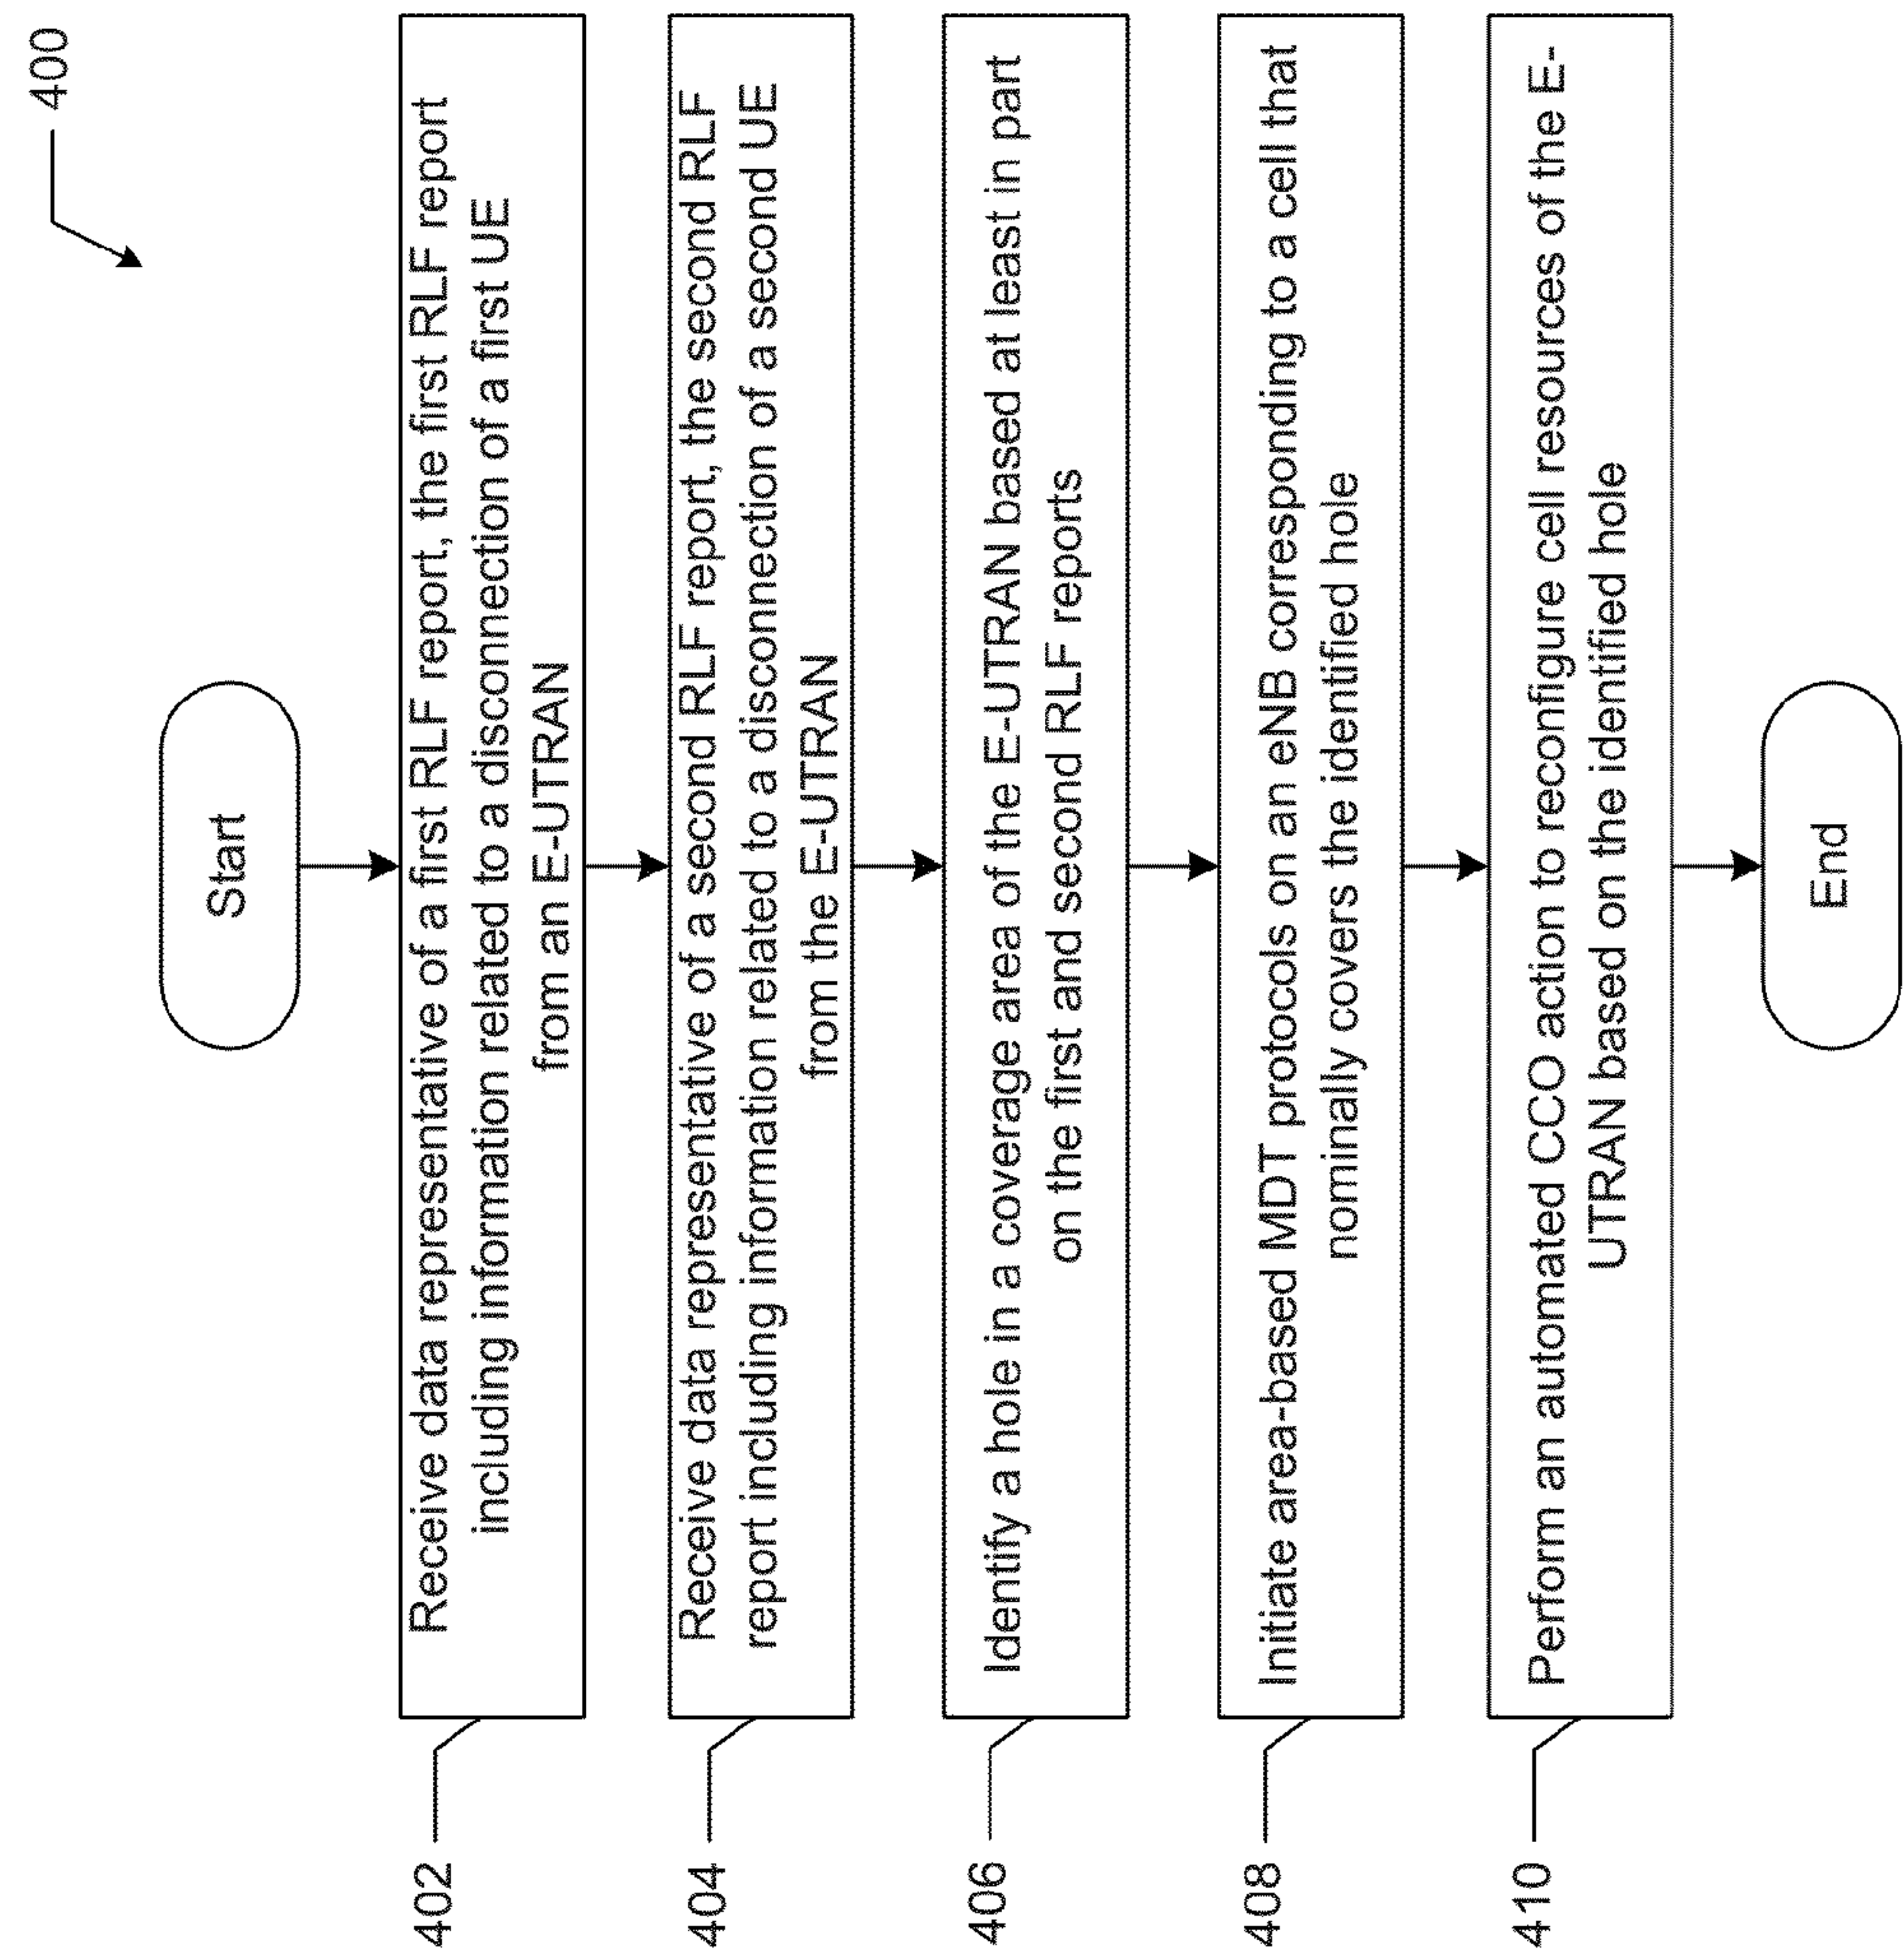 400
Start
402
Receive data representative of a first RLF report, the first RLF report
including information related to a disconnection of a first UE
from an E-UTRAN
404
Receive data representative of a second RLF report, the second RLF
report including information related to a disconnection of a second UE
from the E-UTRAN
406
Identify a hole in a coverage area of the E-UTRAN based at least in part
on the first and second RLF reports
408
Initiate area-based MDT protocols on an eNB corresponding to a cell that
nominally covers the identified hole
410
Perform an automated CCO action to reconfigure cell resources of the E-
UTRAN based on the identified hole
End